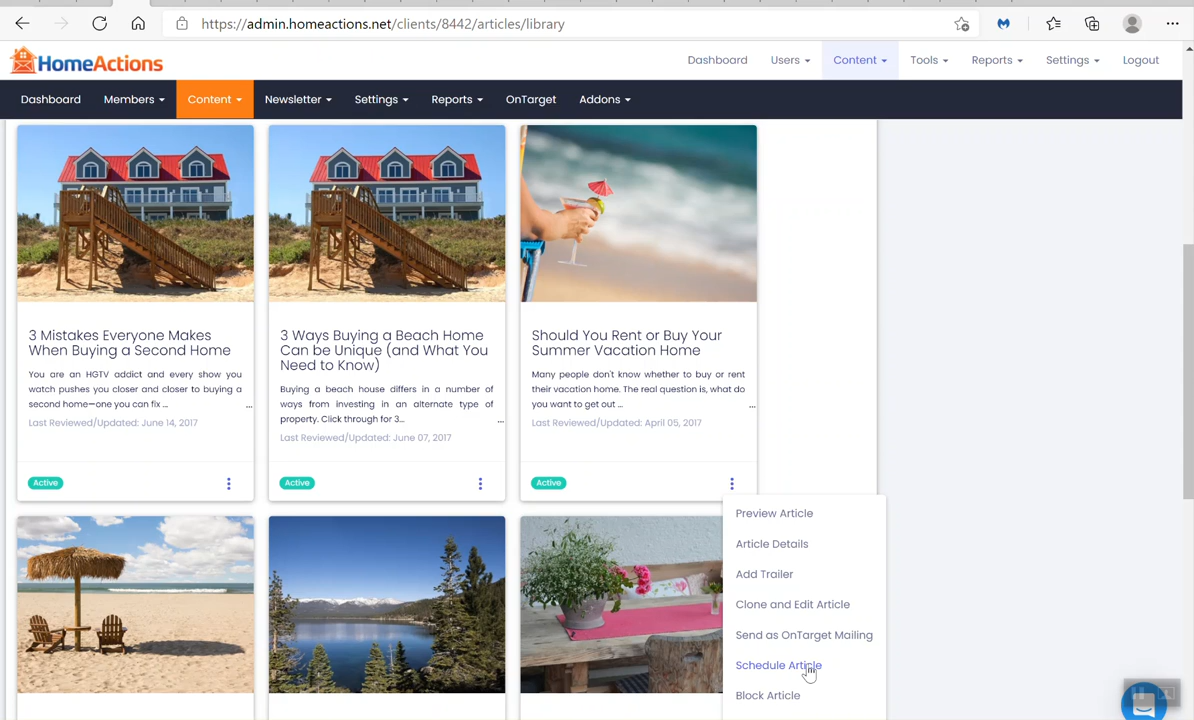 https://admin.homeactions.net/clients/8442/articles/library
HomeActions
Dashboard Users Content Tools Reports Settings Logout
Dashboard Members Content Newsletter Settings Reports OnTarget Addons
3 Mistakes Everyone Makes
When Buying a Second Home
You are an HGTV addict and every show you
watch pushes you closer and closer to buying a
second home—one you can fix ...
...
Last Reviewed/Updated: June 14, 2017
Active
3 Ways Buying a Beach Home
Can be Unique (and What You
Need to Know)
Buying a beach house differs in a number of
ways from investing in an alternate type of
property. Click through for 3...
...
Last Reviewed/Updated: June 07, 2017
Active
Should You Rent or Buy Your
Summer Vacation Home
Many people don't know whether to buy or rent
their vacation home. The real question is, what do
you want to get out ...
...
Last Reviewed/Updated: April 05, 2017
Active
Preview Article
Article Details
Add Trailer
Clone and Edit Article
Send as OnTarget Mailing
Schedule Article
Block Article